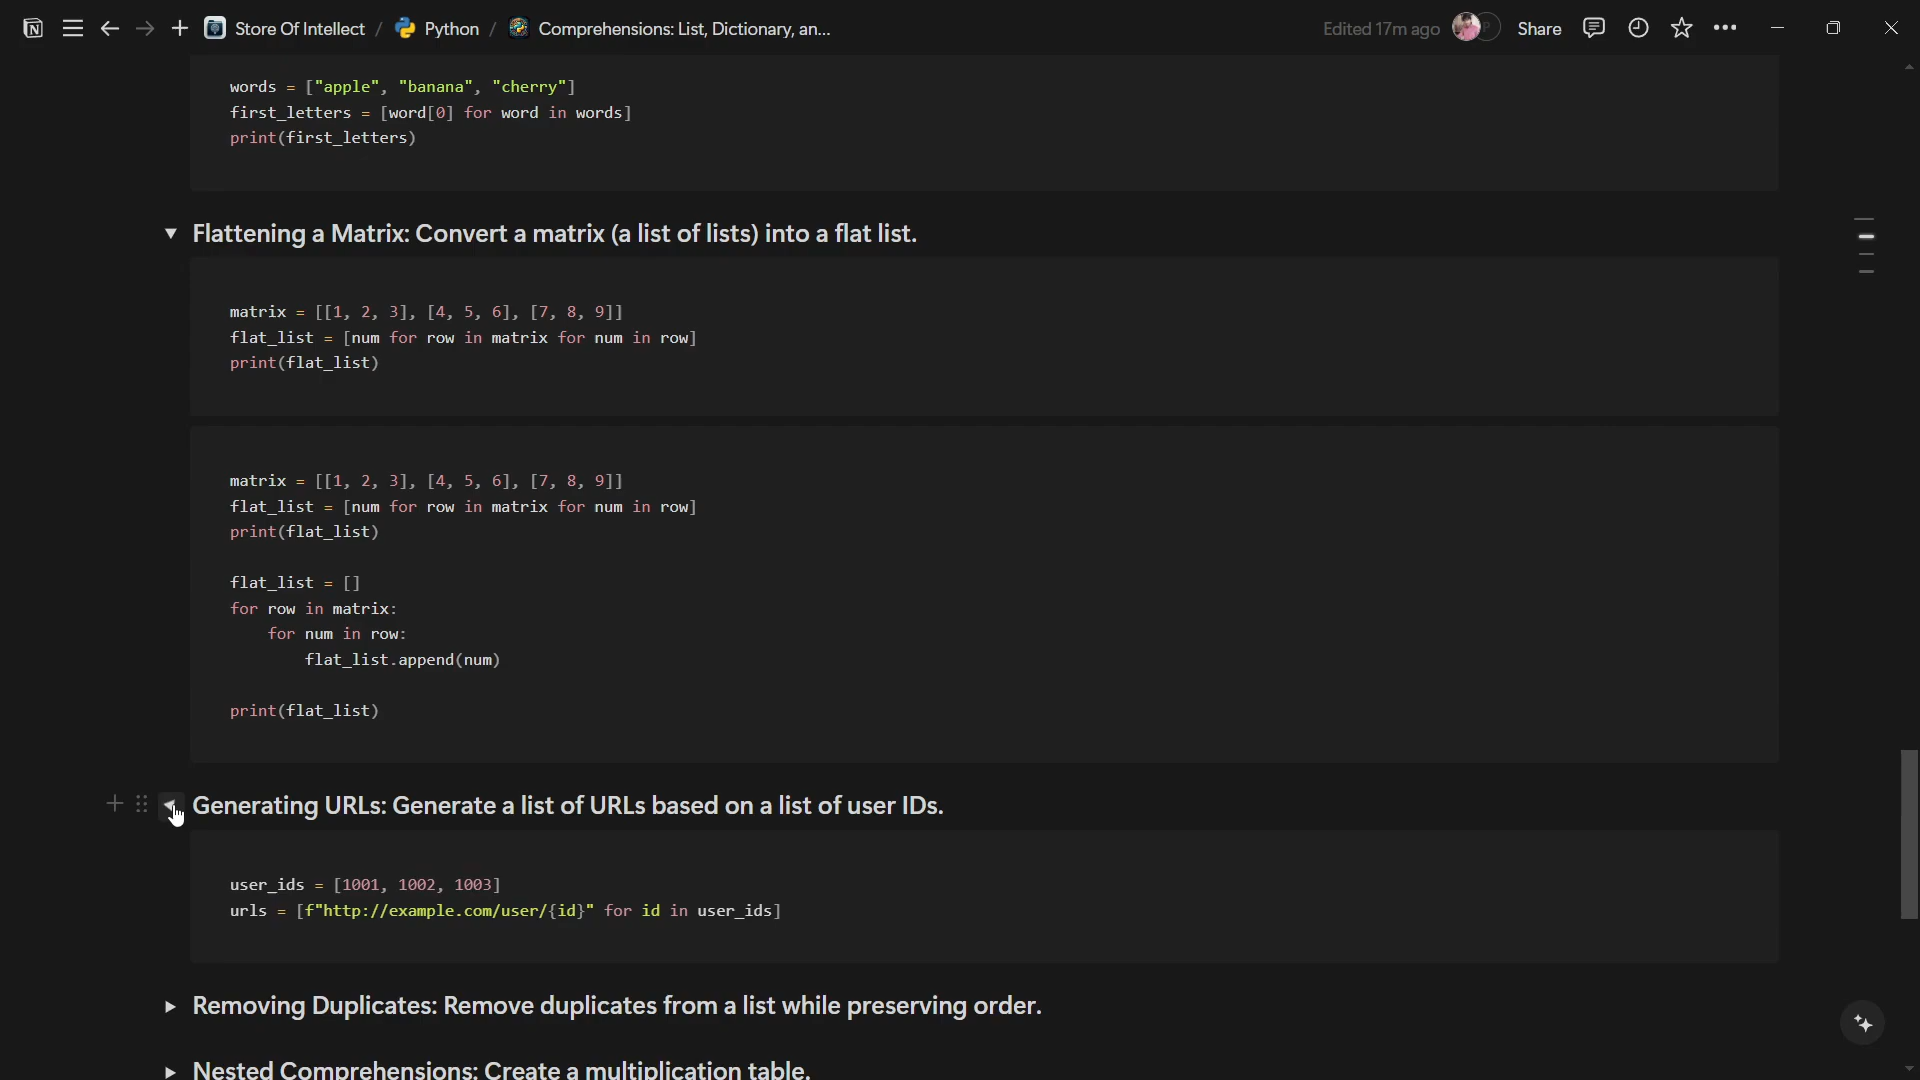 Store Of Intellect / Python / Comprehensions: List, Dictionary, an... Edited 17m ago P Share
words = ["apple", "banana", "cherry"]
first_letters = [word[0] for word in words]
print(first_letters)
Flattening a Matrix: Convert a matrix (a list of lists) into a flat list.
matrix = [[1, 2, 3], [4, 5, 6], [7, 8, 9]]
flat_list = [num for row in matrix for num in row]
print(flat_list)
matrix = [[1, 2, 3], [4, 5, 6], [7, 8, 9]]
flat_list = [num for row in matrix for num in row]
print(flat_list)
flat_list = []
for row in matrix:
    for num in row:
        flat_list.append(num)
print(flat_list)
Generating URLs: Generate a list of URLs based on a list of user IDs.
user_ids = [1001, 1002, 1003]
urls = [f"http://example.com/user/{id}" for id in user_ids]
Removing Duplicates: Remove duplicates from a list while preserving order.
Nested Comprehensions: Create a multiplication table.